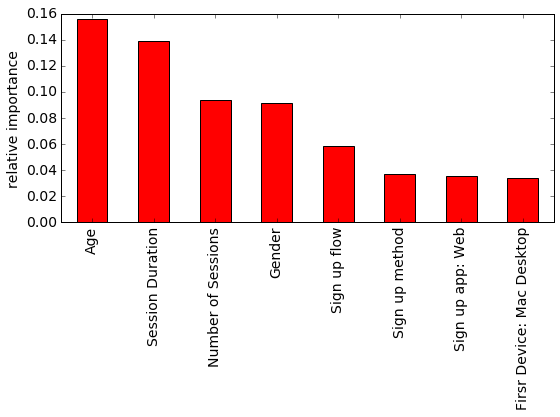 0.16
0.14
0.12
0.10
0.08
0.06
0.04
0.02
0.00
relative importance
Age
Session Duration
Number of Sessions
Gender
Sign up flow
Sign up method
Sign up app: Web
Firsr Device: Mac Desktop